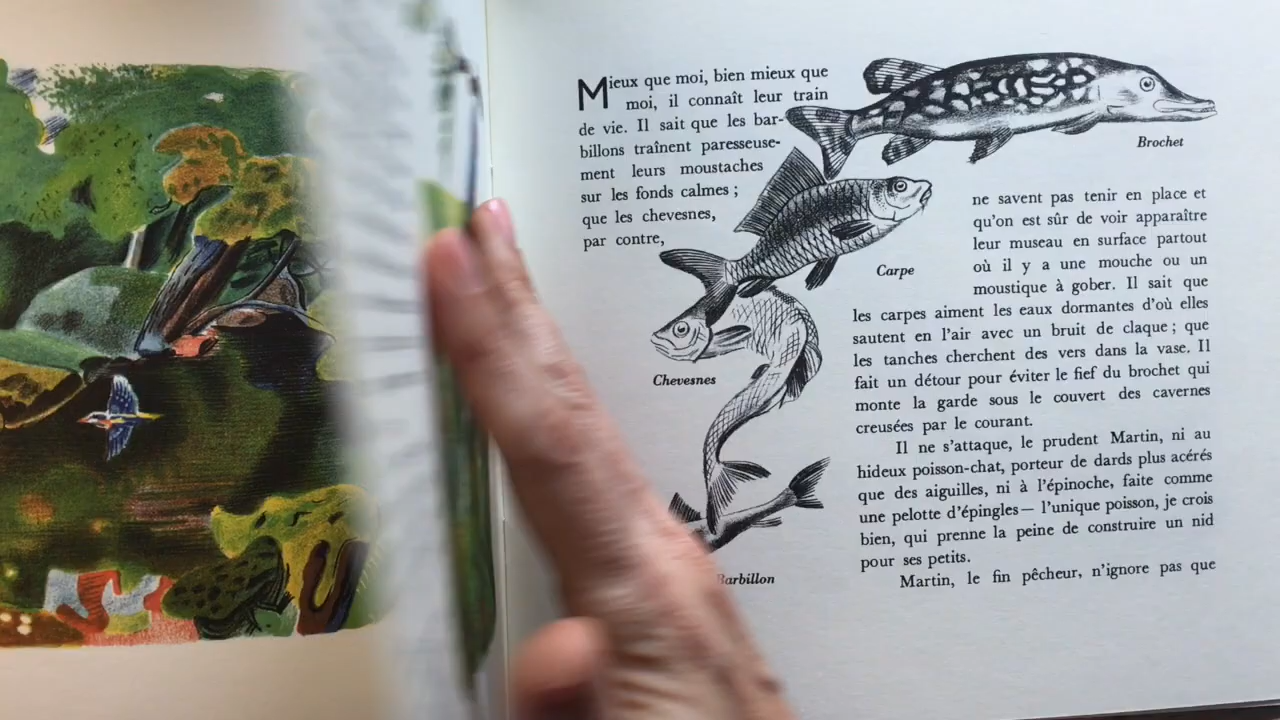 Mieux que moi, bien mieux que
moi, il connaît leur train
de vie. Il sait que les bar-
billons traînent paresseuse-
ment leurs moustaches
sur les fonds calmes ;
que les chevesnes,
par contre,
Brochet
Carpe
Chevesnes
Barbillon
ne savent pas tenir en place et
qu'on est sûr de voir apparaître
leur museau en surface partout
où il y a une mouche ou un
moustique à gober. Il sait que
les carpes aiment les eaux dormantes d'où elles
sautent en l'air avec un bruit de claque ; que
les tanches cherchent des vers dans la vase. Il
fait un détour pour éviter le fief du brochet qui
monte la garde sous le couvert des cavernes
creusées par le courant.
Il ne s'attaque, le prudent Martin, ni au
hideux poisson-chat, porteur de dards plus acérés
que des aiguilles, ni à l'épinoche, faite comme
une pelotte d'épingles— l'unique poisson, je crois
bien, qui prenne la peine de construire un nid
pour ses petits.
Martin, le fin pêcheur, n'ignore pas que